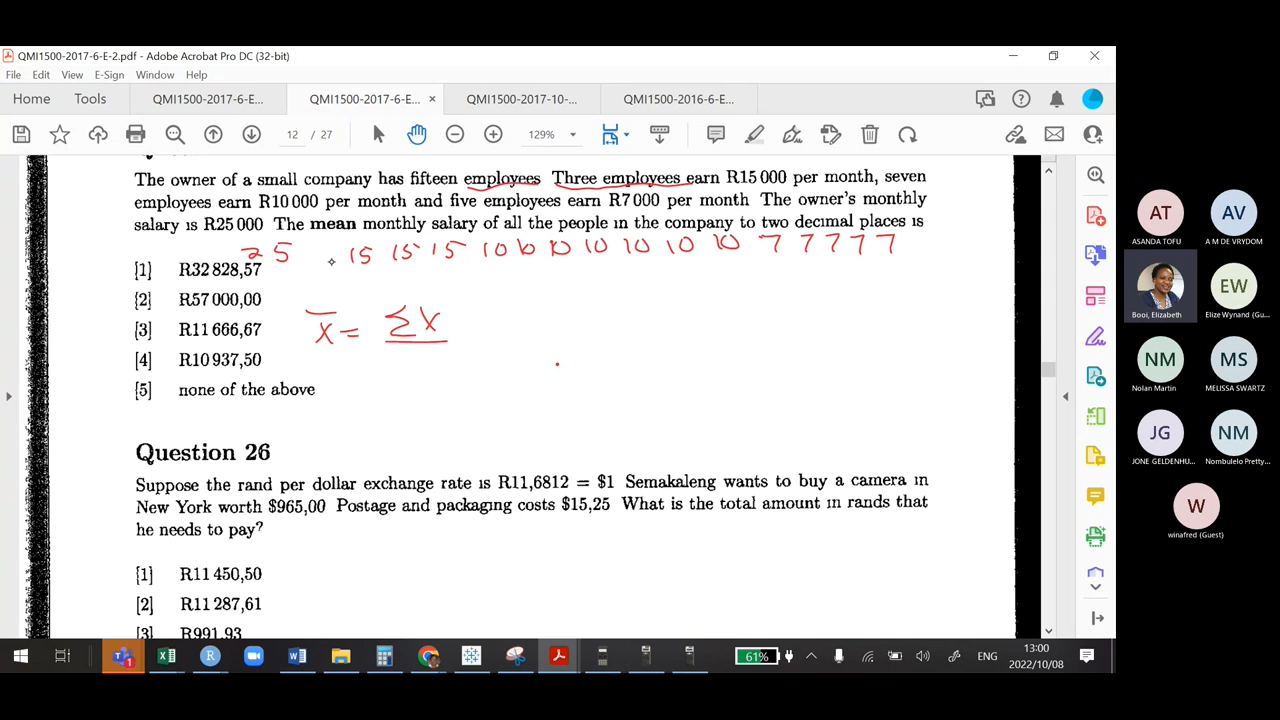 QMI1500-2017-6-E-2.pdf - Adobe Acrobat Pro DC (32-bit)
File Edit View E-Sign Window Help
Home Tools QMI1500-2017-6-E... QMI1500-2017-6-E... × QMI1500-2017-10-... QMI1500-2016-6-E...
12 / 27 129%
The owner of a small company has fifteen employees Three employees earn R15 000 per month, seven
employees earn R10 000 per month and five employees earn R7 000 per month The owner's monthly
salary is R25 000 The mean monthly salary of all the people in the company to two decimal places is
25 15 15 15 10 10 10 10 10 10 10 7 7 7 7 7
[1] R32 828,57
[2] R57 000,00
[3] R11 666,67
[4] R10 937,50
[5] none of the above
x̄ = ∑x
Question 26
Suppose the rand per dollar exchange rate is R11,6812 = $1 Semakaleng wants to buy a camera in
New York worth $965,00 Postage and packaging costs $15,25 What is the total amount in rands that
he needs to pay?
[1] R11 450,50
[2] R11 287,61
[3] R991,93
AT AV
ASANDA TOFU A M DE VRYDOM
EW
Booi, Elizabeth Elize Wynand (Gu...
NM MS
Nolan Martin MELISSA SWARTZ
JG NM
JONE GELDENHU... Nombulelo Pretty...
W
winafred (Guest)
1 61% ENG 13:00
2022/10/08